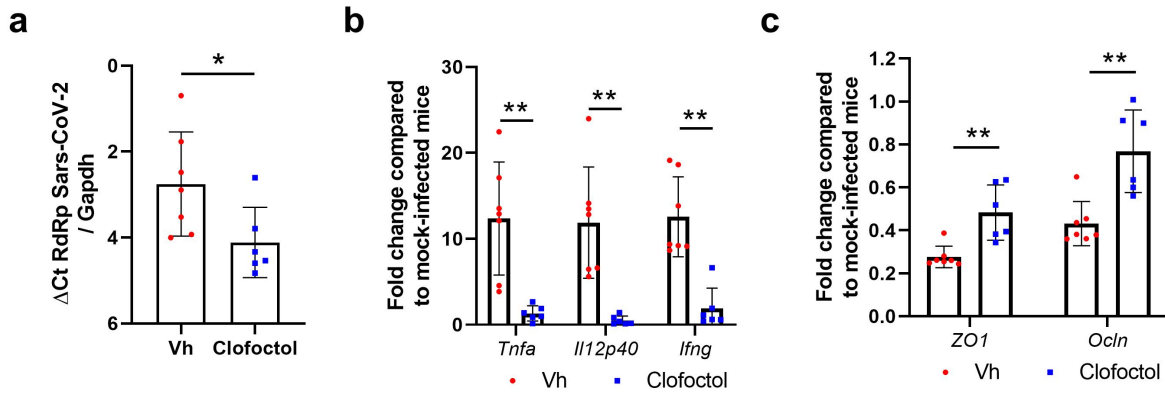 a
ΔCt RdRp Sars-CoV-2
/ Gapdh
0
2
4
6
*
Vh Clofoctol
b
Fold change compared
to mock-infected mice
30
20
10
0
** ** **
Tnfa Il12p40 Ifng
Vh Clofoctol
c
Fold change compared
to mock-infected mice
1.2
1.0
0.8
0.6
0.4
0.2
0.0
** **
ZO1 Ocln
Vh Clofoctol